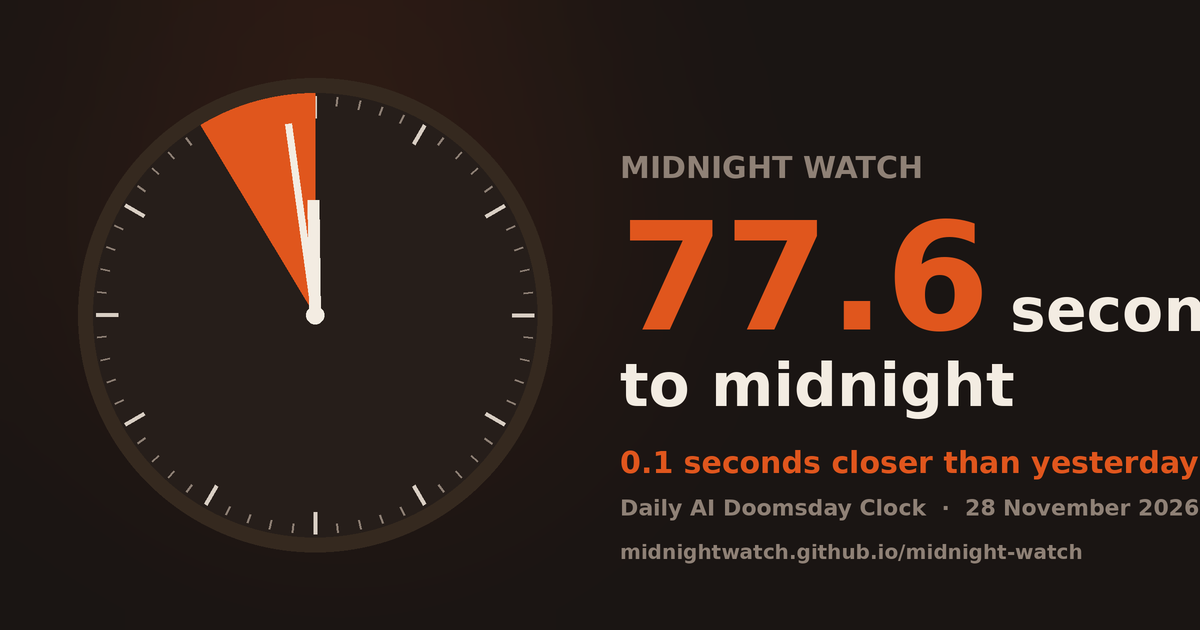 MIDNIGHT WATCH
77.6 secon
to midnight
0.1 seconds closer than yesterday
Daily AI Doomsday Clock · 28 November 2026
midnightwatch.github.io/midnight-watch